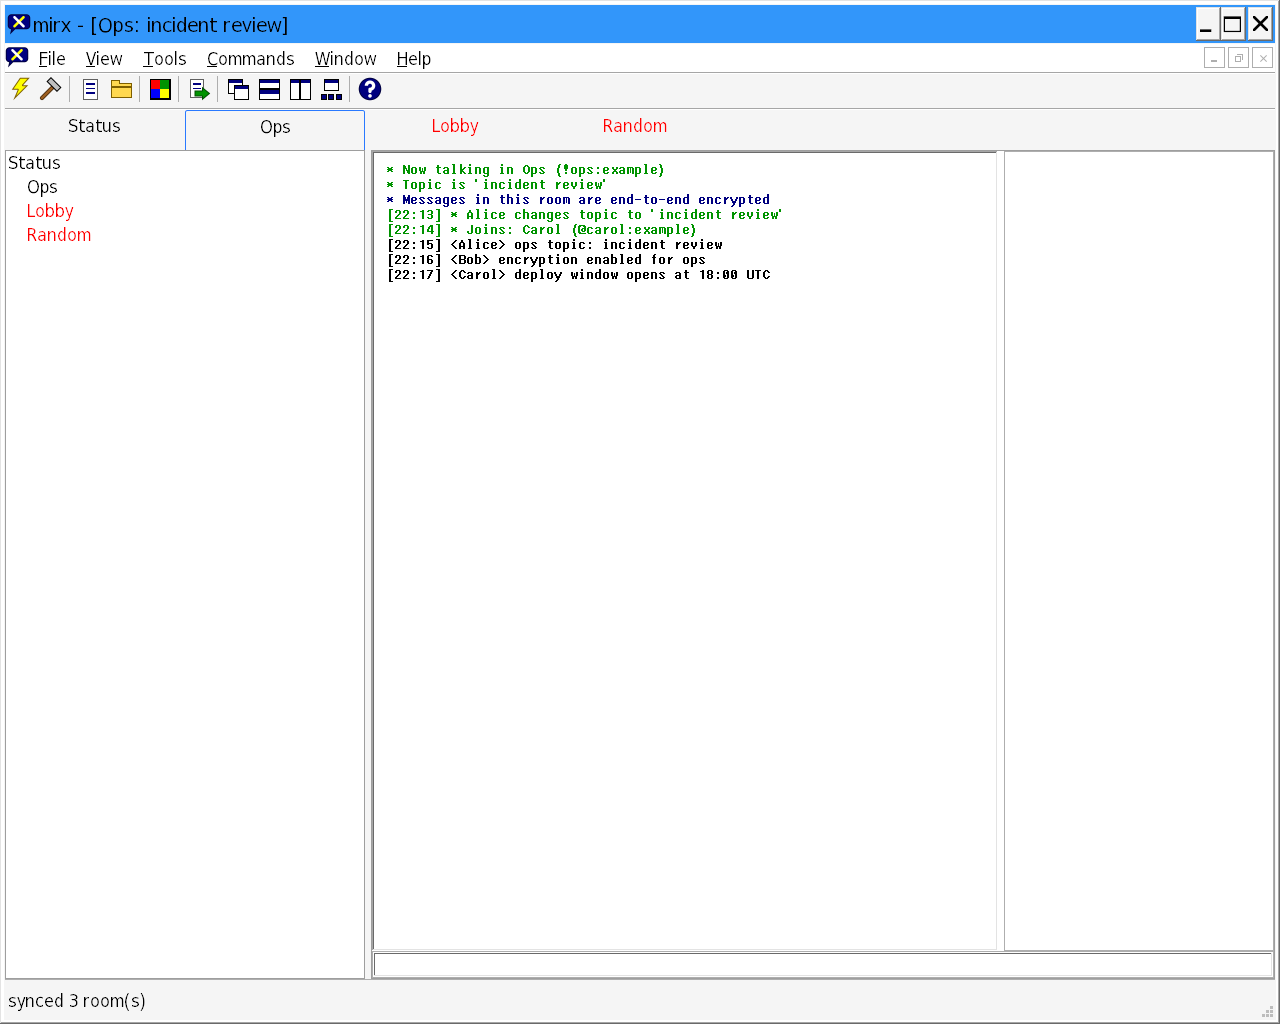 mirx - [Ops: incident review]
File View Tools Commands Window Help
Status Ops Lobby Random
Status
Ops
Lobby
Random
* Now talking in Ops (!ops:example)
* Topic is 'incident review'
* Messages in this room are end-to-end encrypted
[22:13] * Alice changes topic to 'incident review'
[22:14] * Joins: Carol (@carol:example)
[22:15] <Alice> ops topic: incident review
[22:16] <Bob> encryption enabled for ops
[22:17] <Carol> deploy window opens at 18:00 UTC
synced 3 room(s)